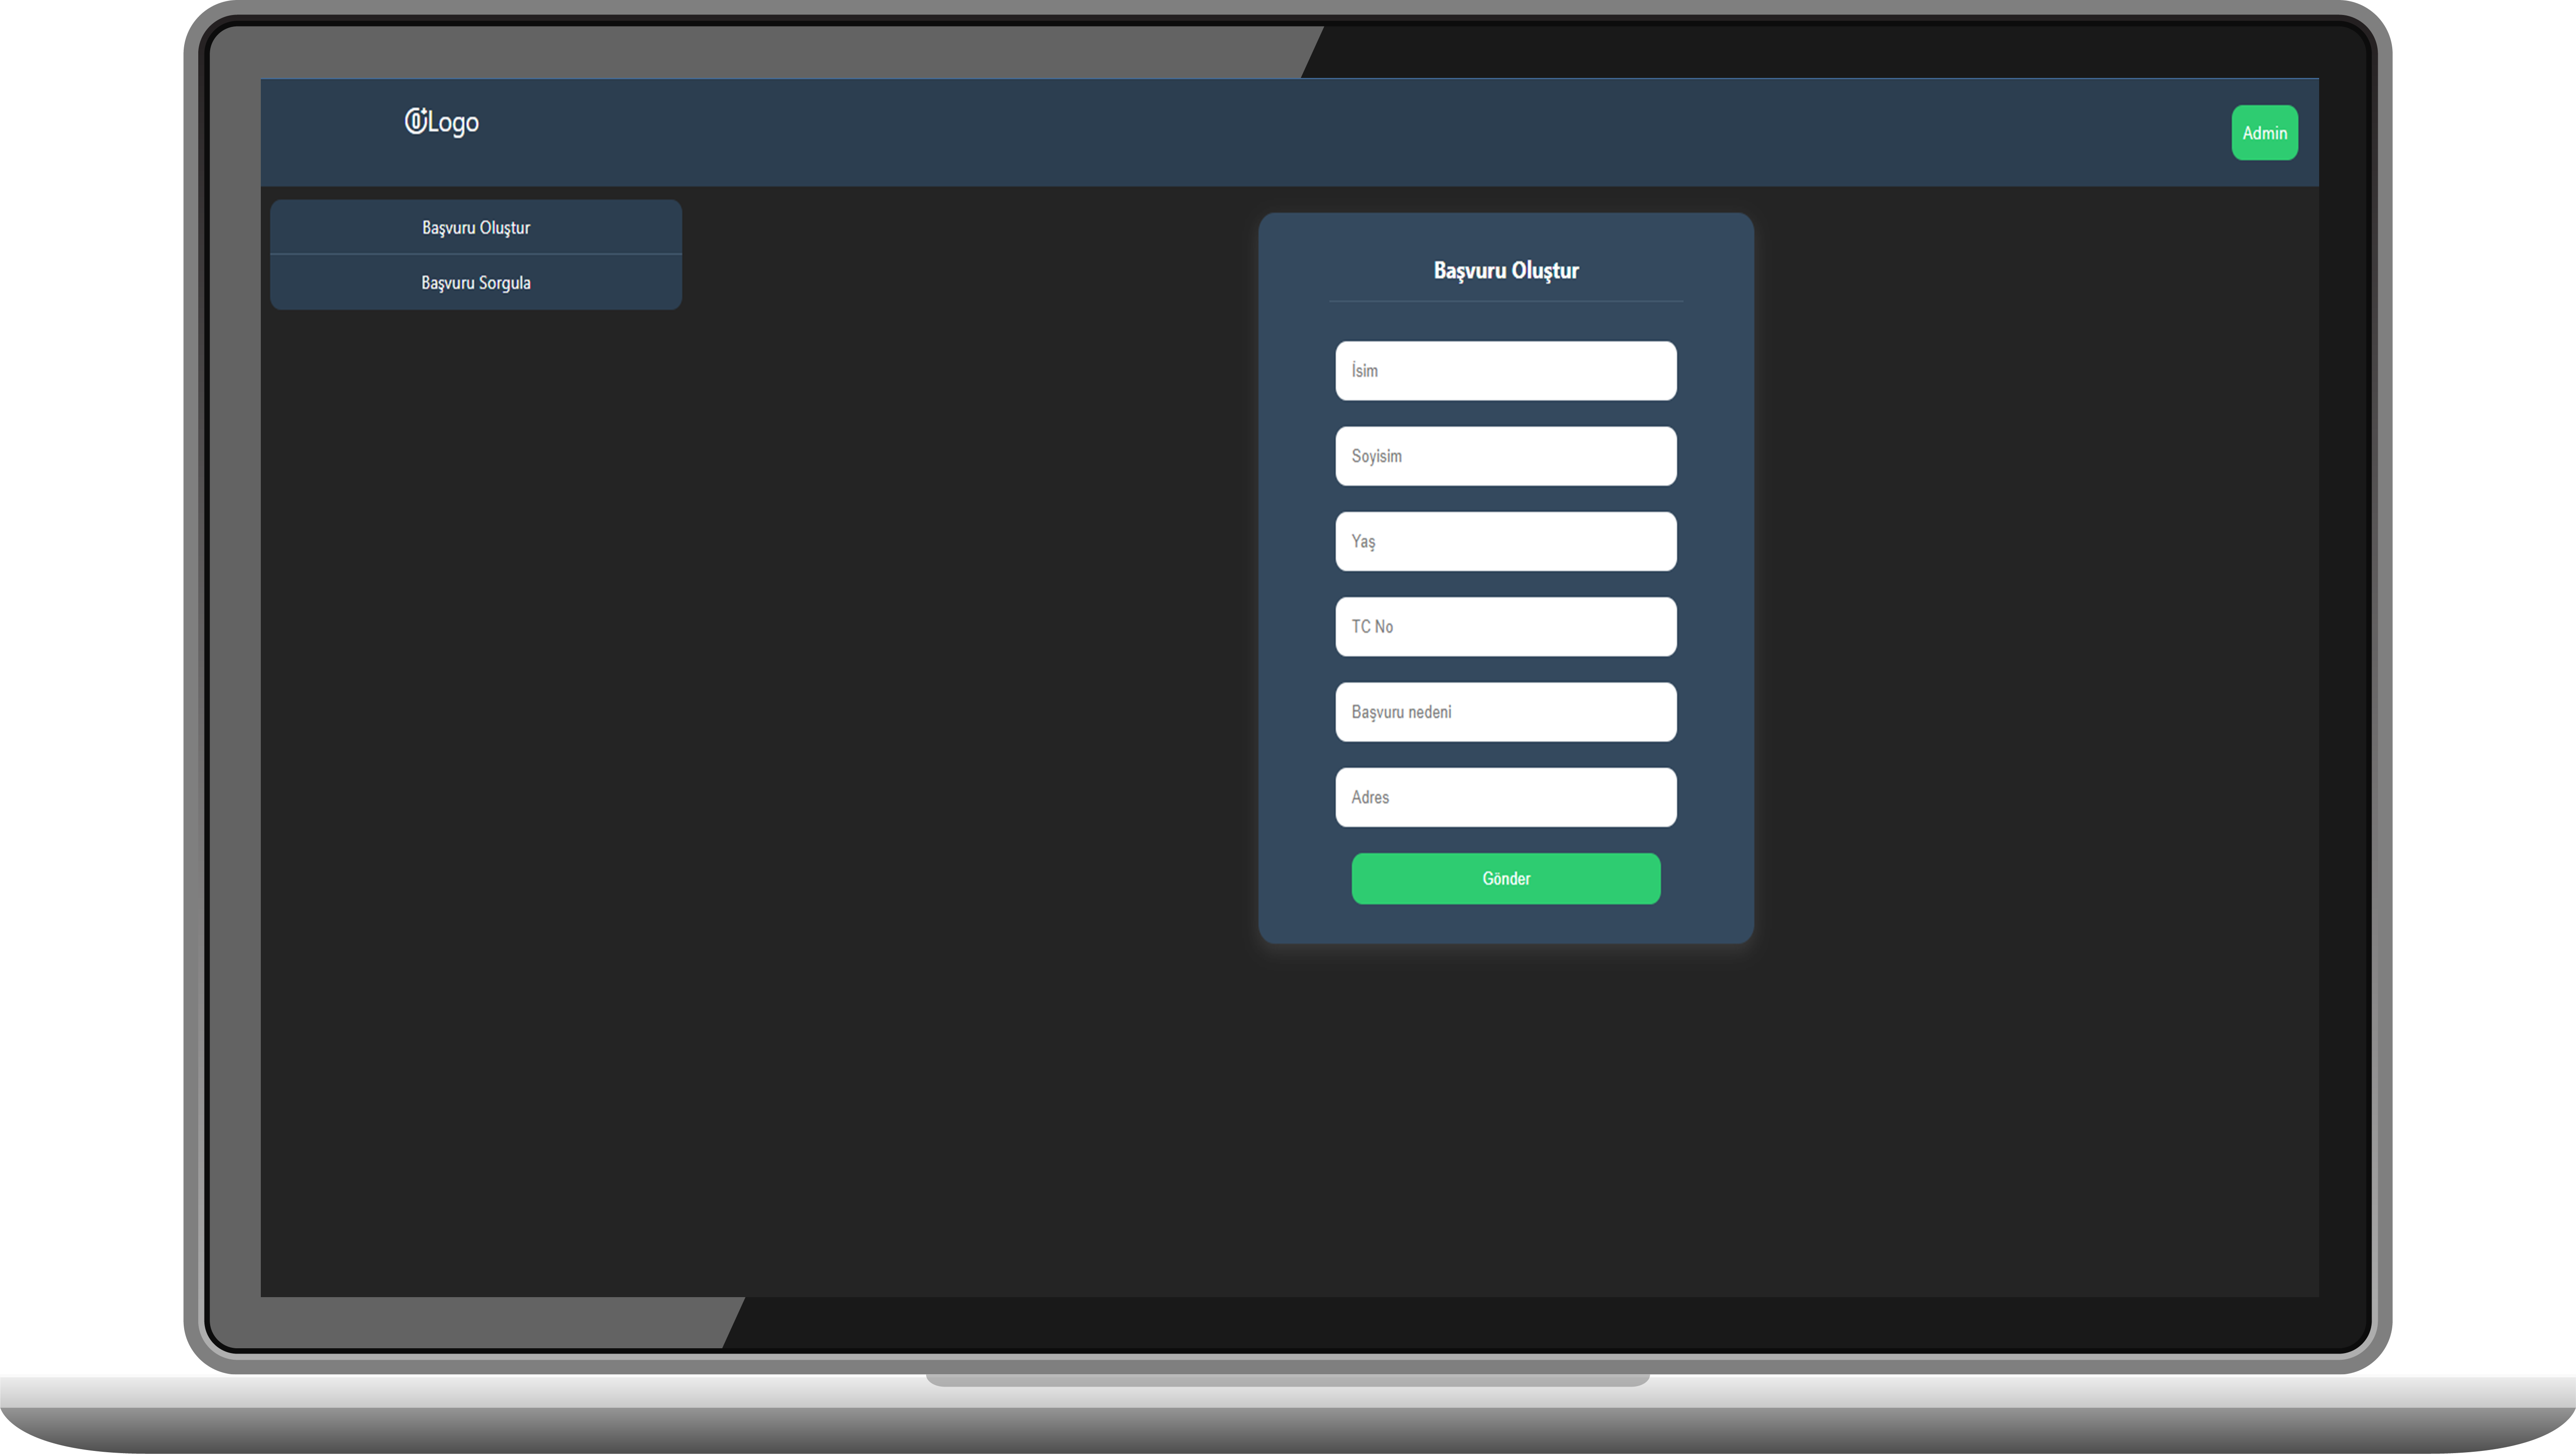 Logo
Admin
Başvuru Oluştur
Başvuru Sorgula
Başvuru Oluştur
İsim
Soyisim
Yaş
TC No
Başvuru nedeni
Adres
Gönder